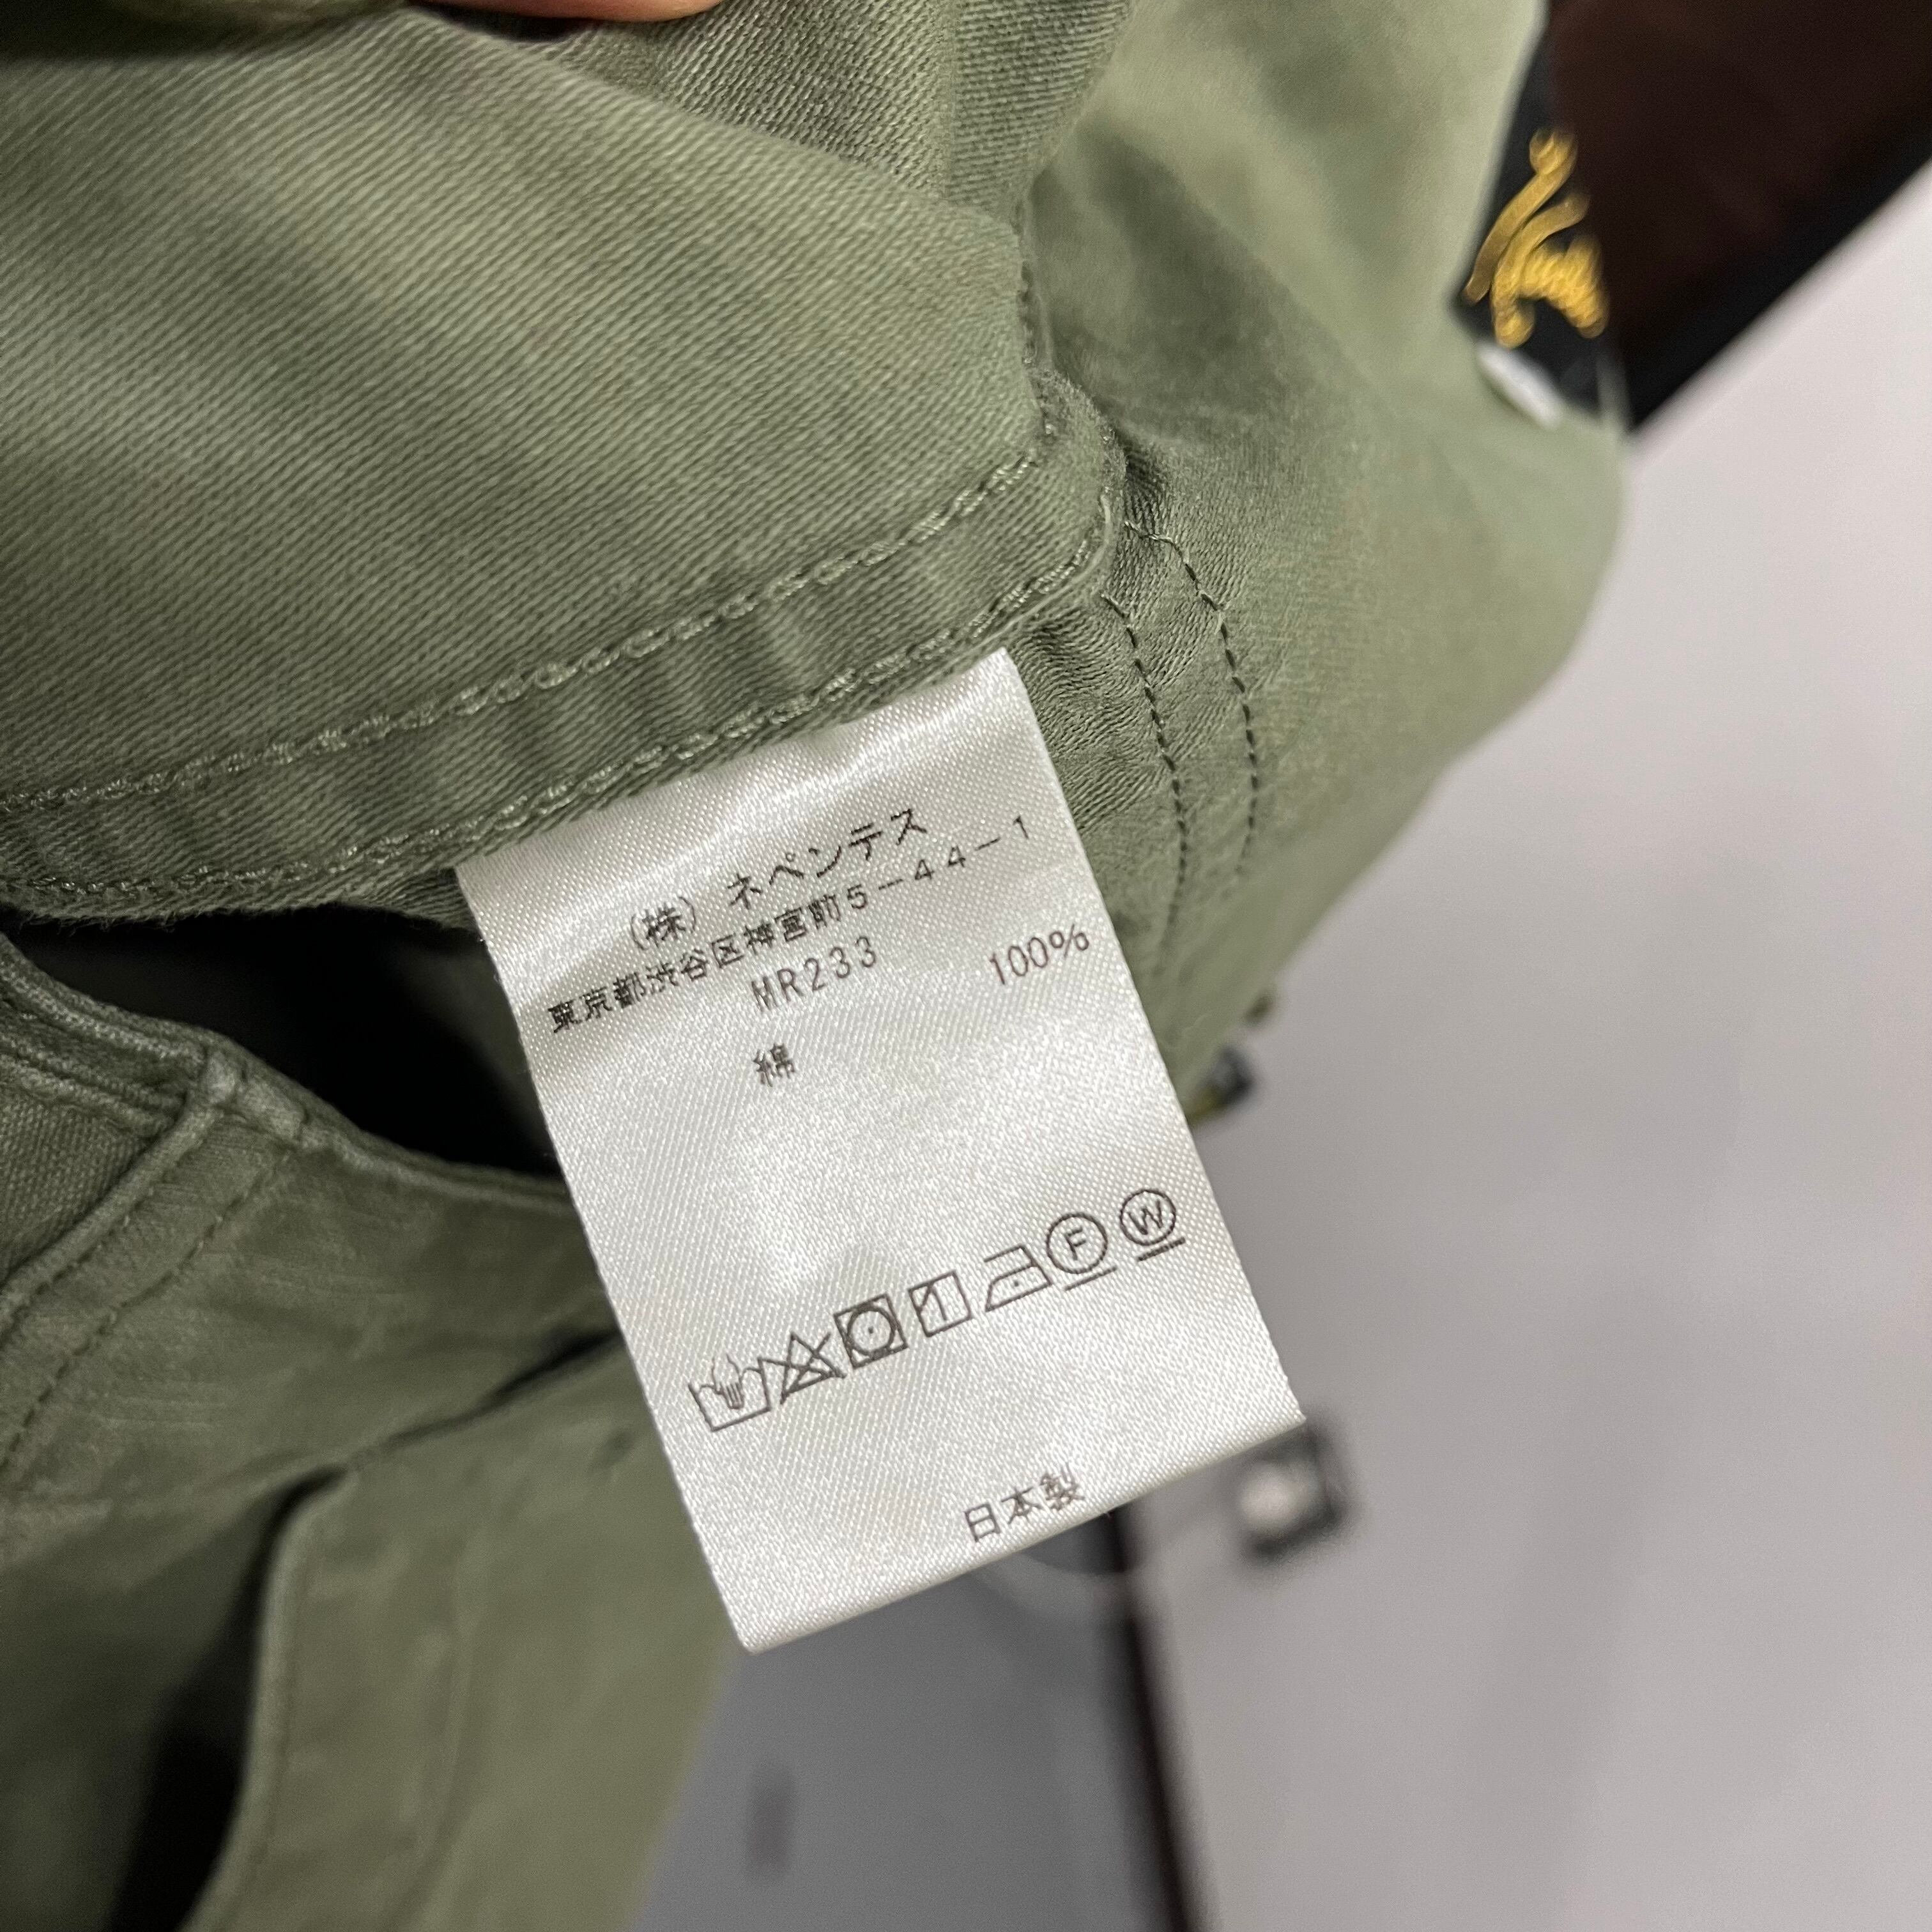 (株) ネペンテス
東京都渋谷区神宮前5-44-1
MR233
綿 100%
F W
日本製